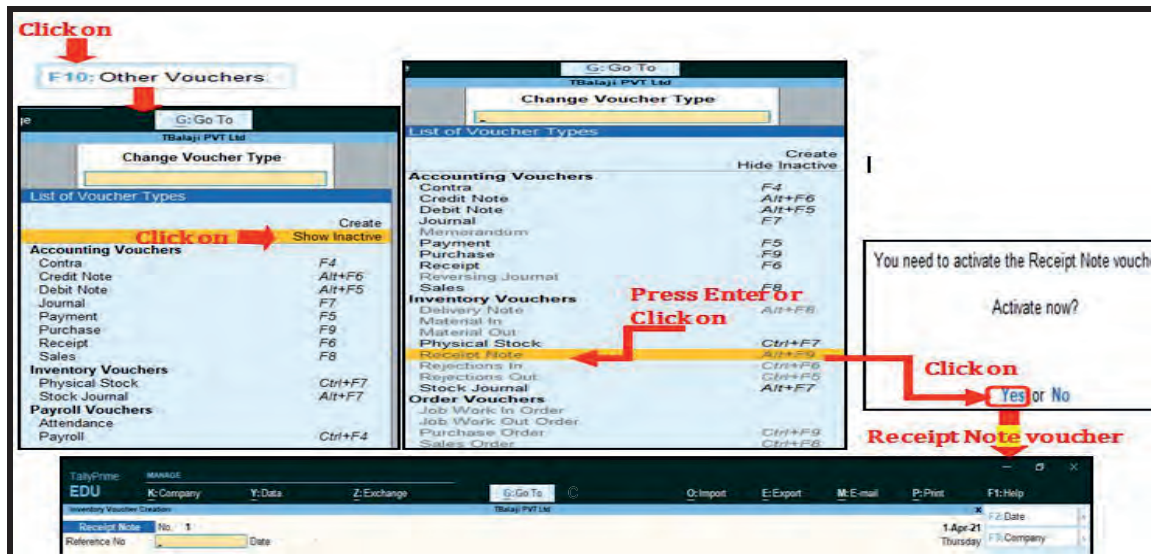 Click on
F10: Other Vouchers
ge G: Go To
TBalaji PVT Ltd
Change Voucher Type
List of Voucher Types
Create
Click on Show Inactive
Accounting Vouchers
Contra F4
Credit Note Alt+F6
Debit Note Alt+F5
Journal F7
Payment F5
Purchase F9
Receipt F6
Sales F8
Inventory Vouchers
Physical Stock Ctrl+F7
Stock Journal Alt+F7
Payroll Vouchers
Attendance
Payroll Ctrl+F4
G: Go To
TBalaji PVT Ltd
Change Voucher Type
List of Voucher Types
Create
Hide Inactive
Accounting Vouchers
Contra F4
Credit Note Alt+F6
Debit Note Alt+F5
Journal F7
Memorandum
Payment F5
Purchase F9
Receipt F6
Reversing Journal
Sales F8
Inventory Vouchers
Delivery Note Alt+F8
Material In
Material Out
Physical Stock Ctrl+F7
Receipt Note Alt+F9
Rejections In Ctrl+F6
Rejections Out Ctrl+F5
Stock Journal Alt+F7
Order Vouchers
Job Work In Order
Job Work Out Order
Purchase Order Ctrl+F9
Sales Order Ctrl+F8
Press Enter or
Click on
You need to activate the Receipt Note vouche
Activate now?
Click on
Yes or No
Receipt Note voucher
TallyPrime MANAGE
EDU K: Company Y: Data Z: Exchange G: Go To © O: Import E: Export M: E-mail P: Print F1: Help
Inventory Voucher Creation TBalaji PVT Ltd x F2: Date
Receipt Note No. 1 1-Apr-21
Reference No Date Thursday F3: Company